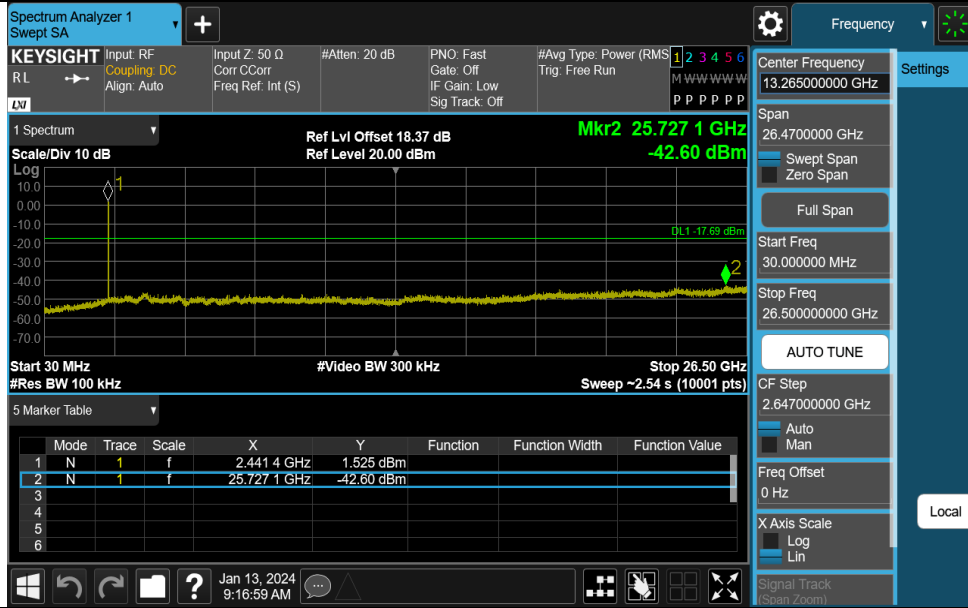 Spectrum Analyzer 1
Swept SA
+
Frequency
KEYSIGHT
RL
LXI
Input: RF
Coupling: DC
Align: Auto
Input Z: 50 Ω
Corr CCorr
Freq Ref: Int (S)
#Atten: 20 dB
PNO: Fast
Gate: Off
IF Gain: Low
Sig Track: Off
#Avg Type: Power (RMS
Trig: Free Run
1 2 3 4 5 6
M W W W W W
P P P P P P
1 Spectrum
Scale/Div 10 dB
Ref Lvl Offset 18.37 dB
Ref Level 20.00 dBm
Mkr2 25.727 1 GHz
-42.60 dBm
Log
10.0
0.00
-10.0
-20.0
-30.0
-40.0
-50.0
-60.0
-70.0
1
DL1 -17.69 dBm
2
Start 30 MHz
#Video BW 300 kHz
Stop 26.50 GHz
#Res BW 100 kHz
Sweep ~2.54 s (10001 pts)
5 Marker Table
Mode Trace Scale X Y Function Function Width Function Value
1 N 1 f 2.441 4 GHz 1.525 dBm
2 N 1 f 25.727 1 GHz -42.60 dBm
3
4
5
6
Center Frequency
13.265000000 GHz
Settings
Span
26.4700000 GHz
Swept Span
Zero Span
Full Span
Start Freq
30.000000 MHz
Stop Freq
26.500000000 GHz
AUTO TUNE
CF Step
2.647000000 GHz
Auto
Man
Freq Offset
0 Hz
Local
X Axis Scale
Log
Lin
Signal Track
(Span Zoom)
?
Jan 13, 2024
9:16:59 AM